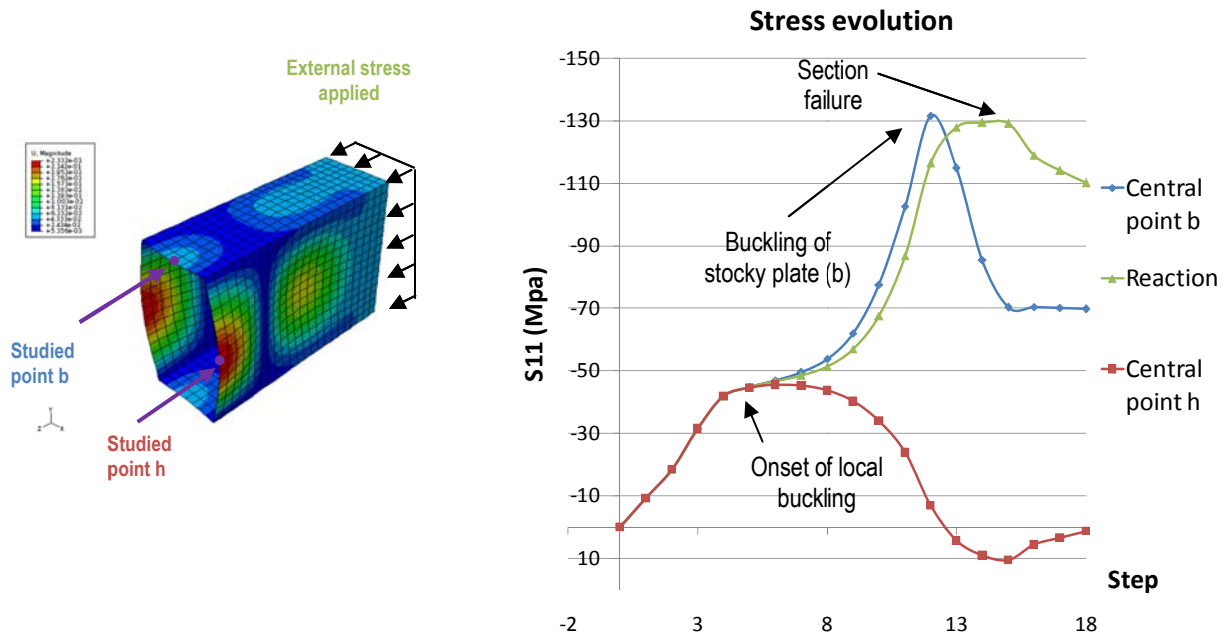 Stress evolution
External stress
applied
U, Magnitude
Studied
point b
Studied
point h
Y
Z
X
S11 (Mpa)
-150
-130
-110
-90
-70
-50
-30
-10
10
-2
3
8
13
18
Step
Section
failure
Buckling of
stocky plate (b)
Onset of local
buckling
Central
point b
Reaction
Central
point h